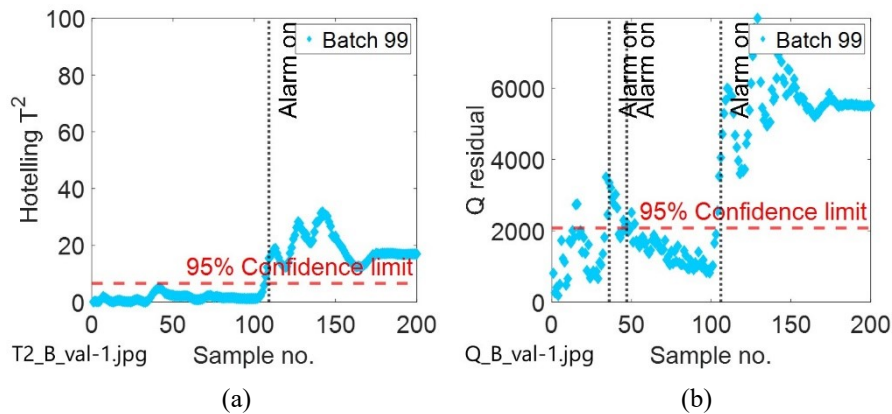 100
80
60
40
20
0
Hotelling T²
Alarm on
Batch 99
95% Confidence limit
0 50 100 150 200
T2_B_val-1.jpg
Sample no.
(a)
6000
4000
2000
0
Q residual
Alarm on
Alarm on
Alarm on
Batch 99
95% Confidence limit
0 50 100 150 200
Q_B_val-1.jpg
Sample no.
(b)